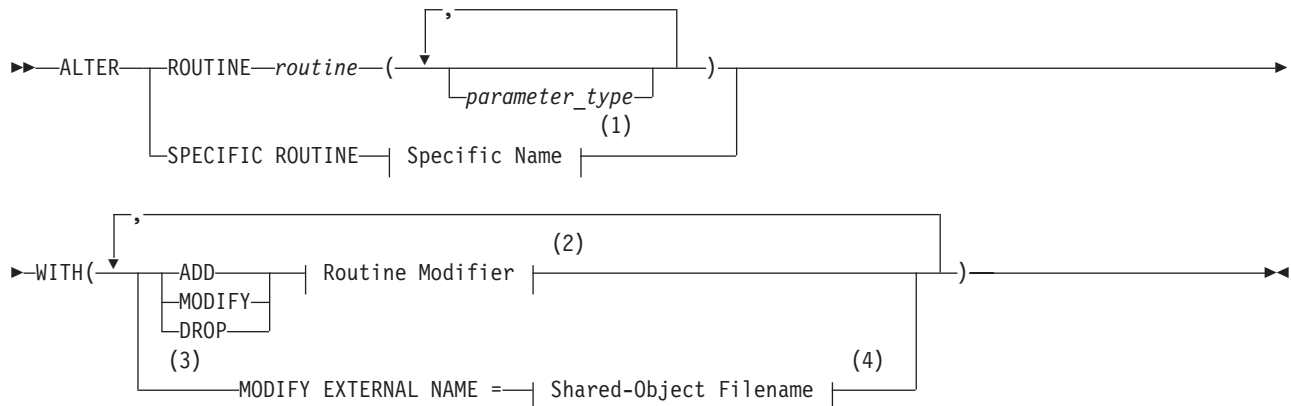 ,
ALTER ROUTINE routine ( )
parameter_type
(1)
SPECIFIC ROUTINE Specific Name
,
(2)
WITH( ADD Routine Modifier )
MODIFY
DROP
(3) (4)
MODIFY EXTERNAL NAME = Shared-Object Filename